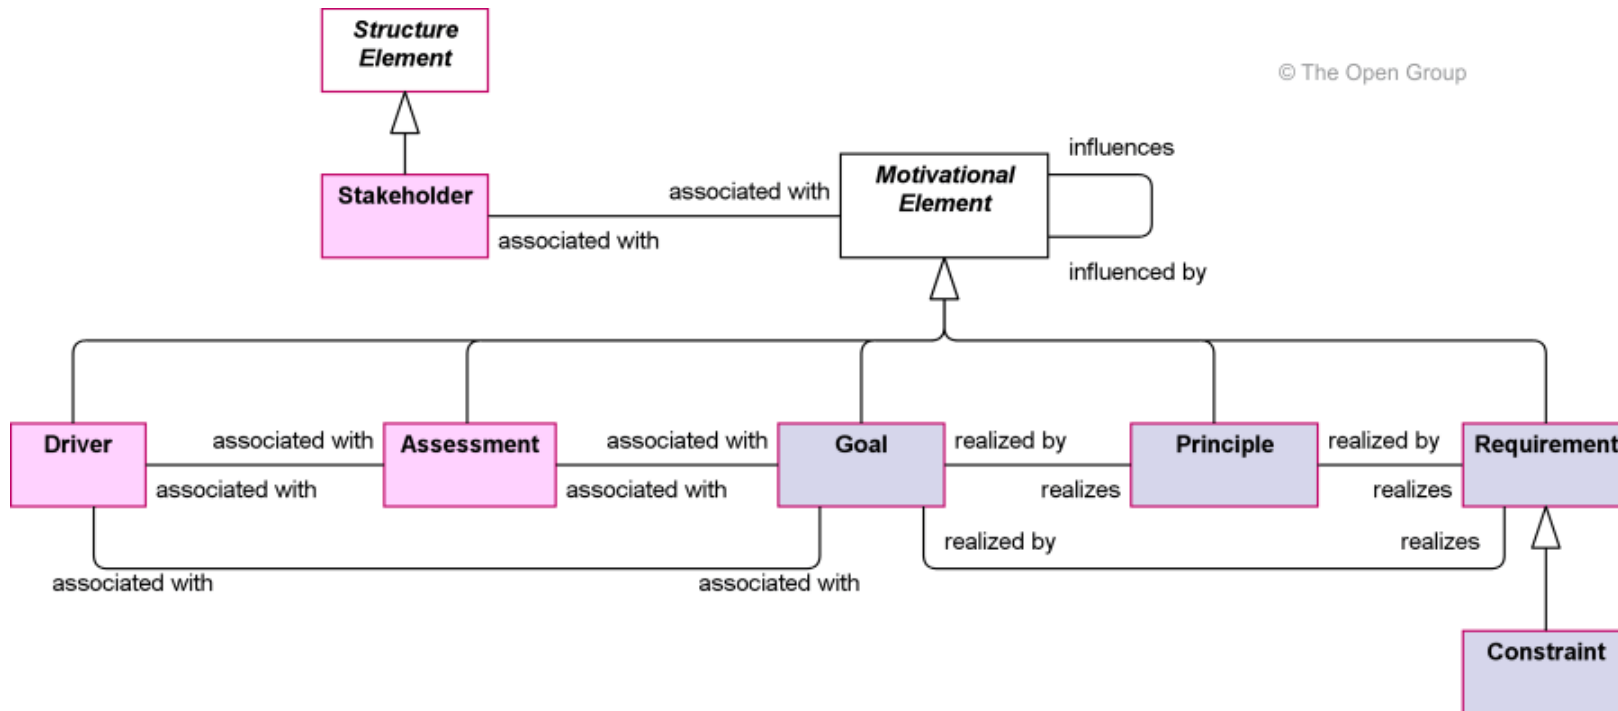 Structure
Element
© The Open Group
influences
Motivational
Element
associated with
Stakeholder
associated with
influenced by
Driver
associated with
Assessment
associated with
Goal
realized by
Principle
realized by
Requirement
associated with
associated with
realizes
realizes
realized by
realizes
associated with
associated with
Constraint